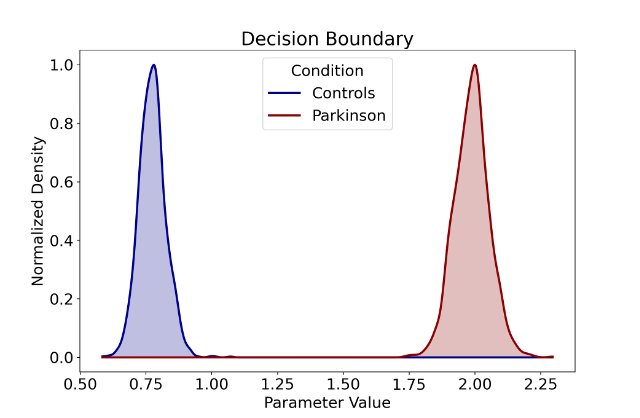 Decision Boundary
Condition
Controls
Parkinson
Normalized Density
1.0
0.8
0.6
0.4
0.2
0.0
0.50 0.75 1.00 1.25 1.50 1.75 2.00 2.25
Parameter Value